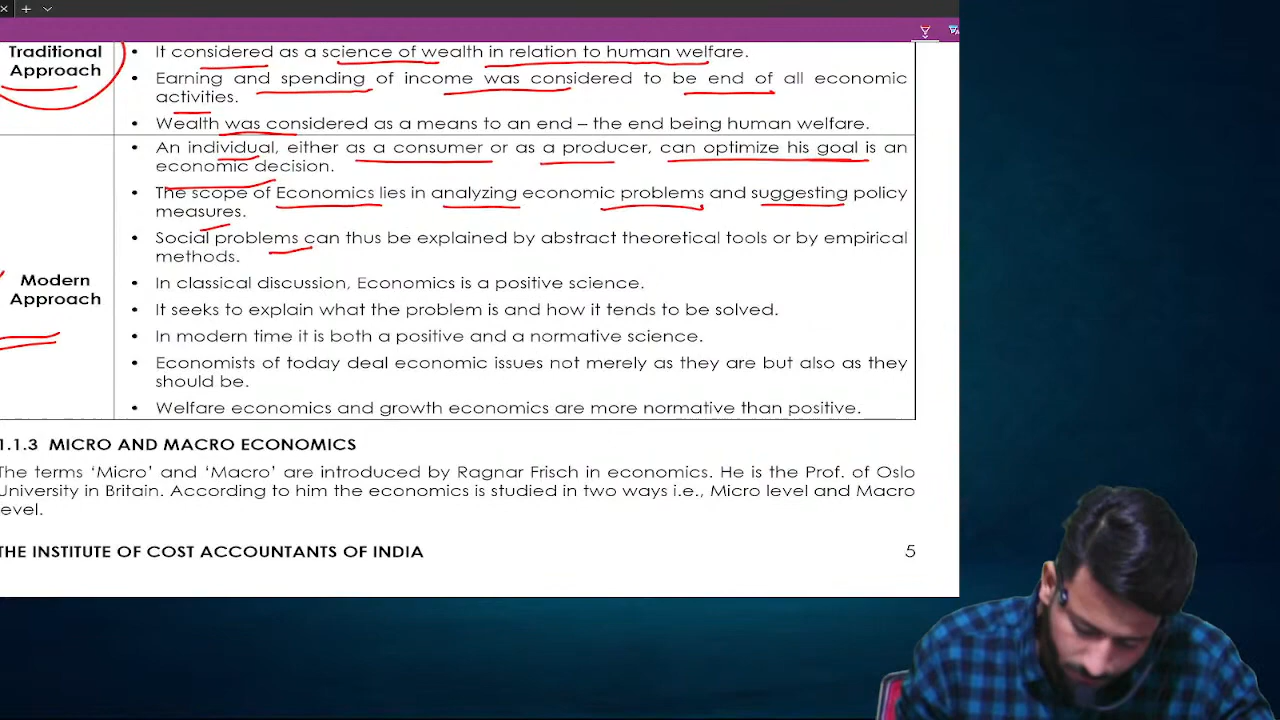 Traditional
Approach
• It considered as a science of wealth in relation to human welfare.
• Earning and spending of income was considered to be end of all economic
activities.
• Wealth was considered as a means to an end – the end being human welfare.
Modern
Approach
• An individual, either as a consumer or as a producer, can optimize his goal is an
economic decision.
• The scope of Economics lies in analyzing economic problems and suggesting policy
measures.
• Social problems can thus be explained by abstract theoretical tools or by empirical
methods.
• In classical discussion, Economics is a positive science.
• It seeks to explain what the problem is and how it tends to be solved.
• In modern time it is both a positive and a normative science.
• Economists of today deal economic issues not merely as they are but also as they
should be.
• Welfare economics and growth economics are more normative than positive.
1.1.3 MICRO AND MACRO ECONOMICS
The terms ‘Micro’ and ‘Macro’ are introduced by Ragnar Frisch in economics. He is the Prof. of Oslo
University in Britain. According to him the economics is studied in two ways i.e., Micro level and Macro
evel.
THE INSTITUTE OF COST ACCOUNTANTS OF INDIA
5